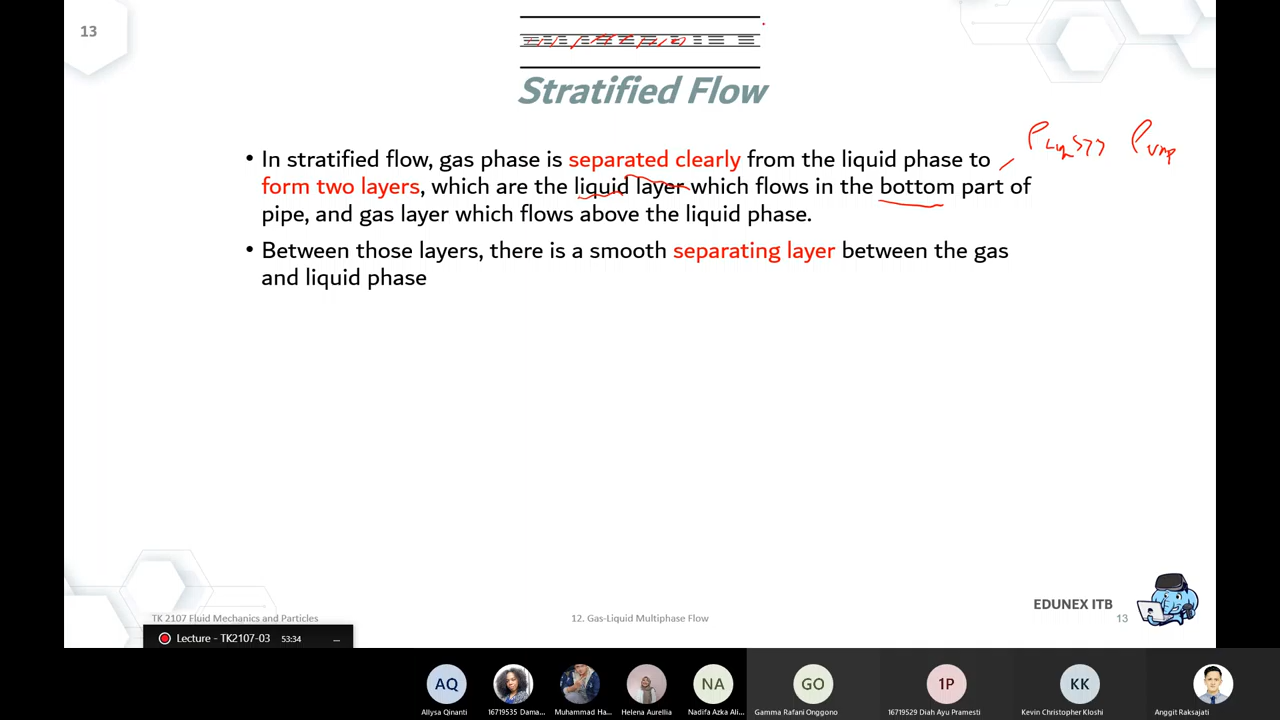 13
Stratified Flow
ρLiq >>> ρvap
• In stratified flow, gas phase is separated clearly from the liquid phase to
form two layers, which are the liquid layer which flows in the bottom part of
pipe, and gas layer which flows above the liquid phase.
• Between those layers, there is a smooth separating layer between the gas
and liquid phase
EDUNEX ITB
TK 2107 Fluid Mechanics and Particles
12. Gas-Liquid Multiphase Flow
13
Lecture - TK2107-03 53:34 ...
AQ NA GO 1P KK
Allysa Qinanti 16719535 Dama... Muhammad Ha... Helena Aurellia Nadifa Azka Ali... Gamma Rafani Onggono 16719529 Diah Ayu Pramesti Kevin Christopher Kloshi Anggit Raksajati